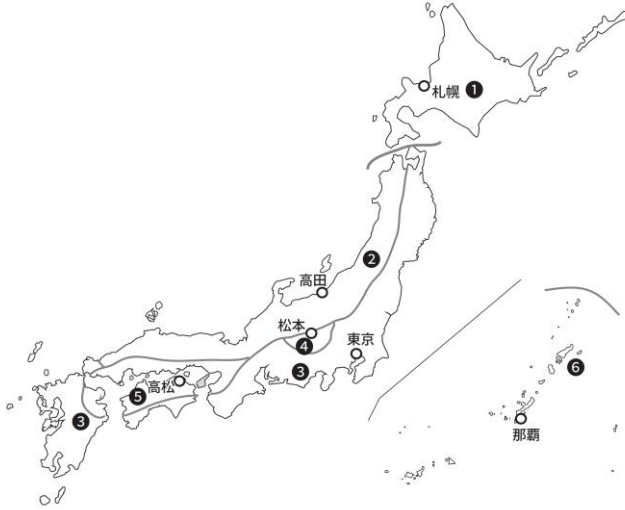 札幌 ❶
❷
高田
松本
❹
東京
❸
❺ 高松
❸
❻
那覇